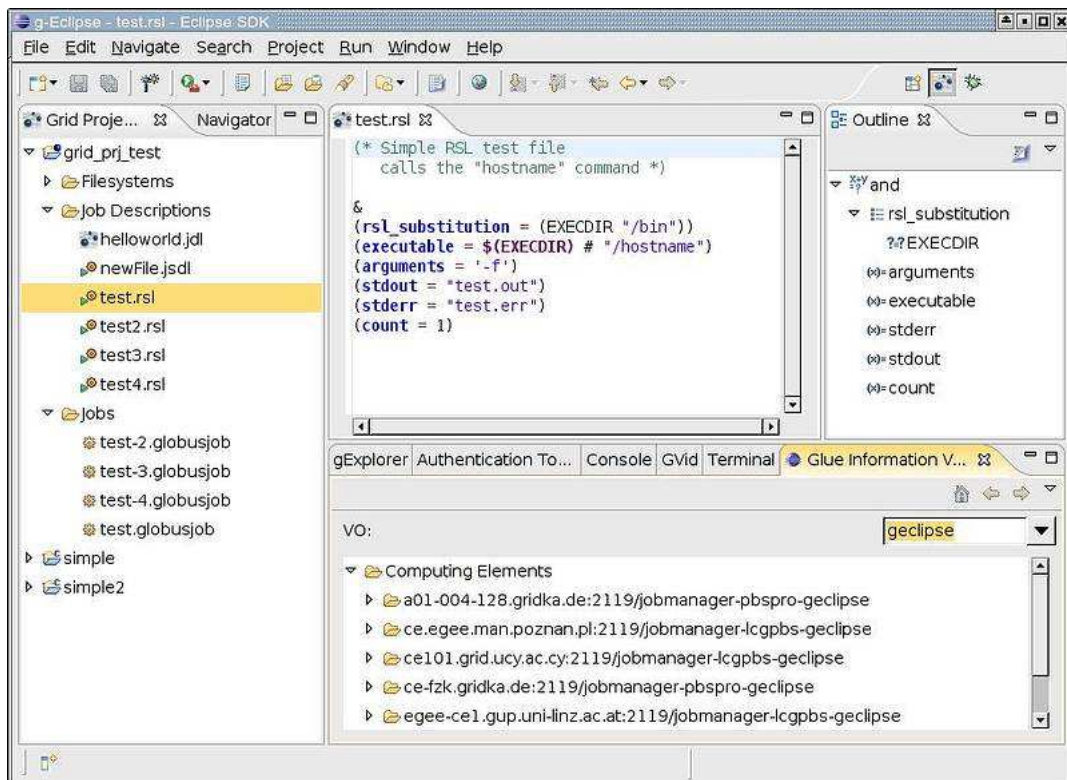 g-Eclipse - test.rsl - Eclipse SDK
File Edit Navigate Search Project Run Window Help
Grid Proje... Navigator
grid_prj_test
Filesystems
Job Descriptions
helloworld.jdl
newFile.jsdl
test.rsl
test2.rsl
test3.rsl
test4.rsl
Jobs
test-2.globusjob
test-3.globusjob
test-4.globusjob
test.globusjob
simple
simple2
test.rsl
(* Simple RSL test file
calls the "hostname" command *)
&
(rsl_substitution = (EXECDIR "/bin"))
(executable = $(EXECDIR) # "/hostname")
(arguments = '-f')
(stdout = "test.out")
(stderr = "test.err")
(count = 1)
Outline
and
rsl_substitution
EXECDIR
(x)= arguments
(x)= executable
(x)= stderr
(x)= stdout
(x)= count
gExplorer Authentication To... Console GVid Terminal Glue Information V...
VO: geclipse
Computing Elements
a01-004-128.gridka.de:2119/jobmanager-pbspro-geclipse
ce.egee.man.poznan.pl:2119/jobmanager-lcgpbs-geclipse
ce101.grid.ucy.ac.cy:2119/jobmanager-lcgpbs-geclipse
ce-fzk.gridka.de:2119/jobmanager-pbspro-geclipse
egee-ce1.gup.uni-linz.ac.at:2119/jobmanager-lcgpbs-geclipse